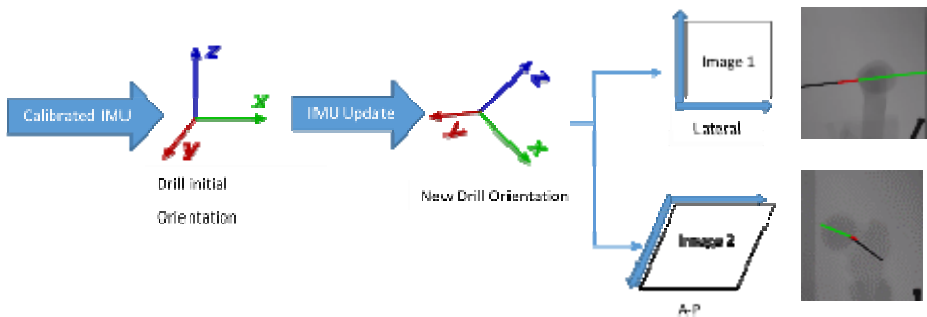 Calibrated IMU
Z
X
y
Drill initial
Orientation
IMU Update
Z
Y
X
New Drill Orientation
Image 1
Lateral
Image 2
A-P